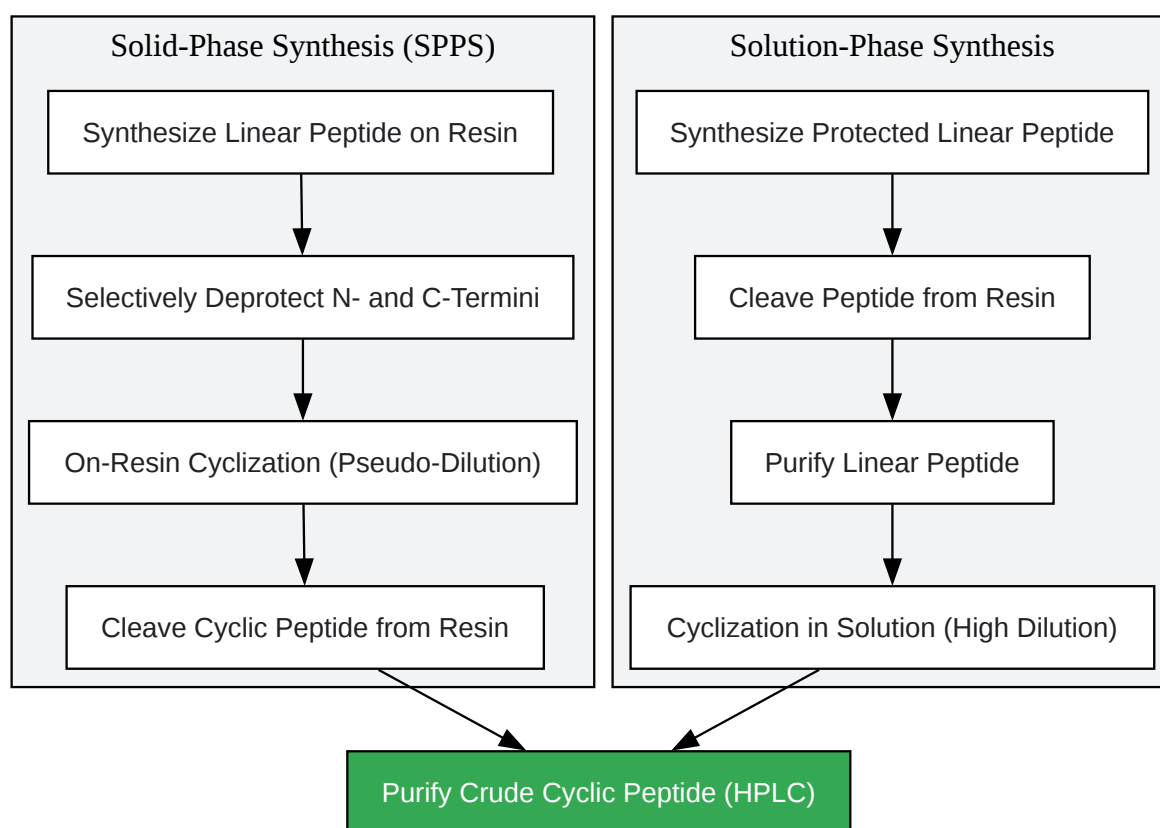 Solid-Phase Synthesis (SPPS)
Synthesize Linear Peptide on Resin
Selectively Deprotect N- and C-Termini
On-Resin Cyclization (Pseudo-Dilution)
Cleave Cyclic Peptide from Resin
Solution-Phase Synthesis
Synthesize Protected Linear Peptide
Cleave Peptide from Resin
Purify Linear Peptide
Cyclization in Solution (High Dilution)
Purify Crude Cyclic Peptide (HPLC)